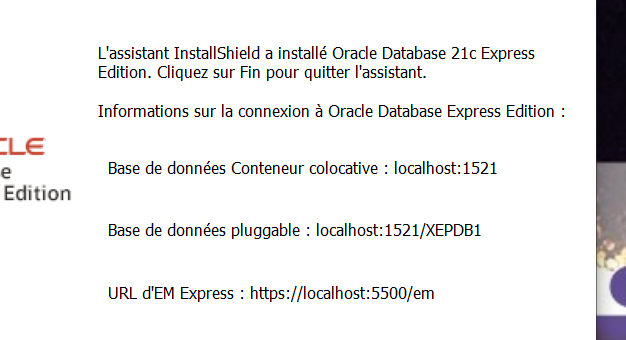 L'assistant InstallShield a installé Oracle Database 21c Express
Edition. Cliquez sur Fin pour quitter l'assistant.
Informations sur la connexion à Oracle Database Express Edition :
CLE
e
Edition
Base de données Conteneur colocative : localhost:1521
Base de données pluggable : localhost:1521/XEPDB1
URL d'EM Express : https://localhost:5500/em